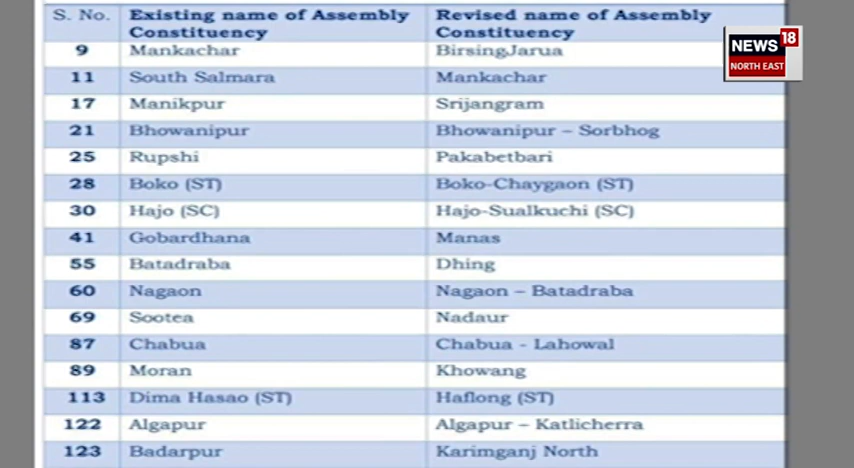 S. No. Existing name of Assembly Constituency Revised name of Assembly Constituency
9 Mankachar BirsingJarua
11 South Salmara Mankachar
17 Manikpur Srijangram
21 Bhowanipur Bhowanipur – Sorbhog
25 Rupshi Pakabetbari
28 Boko (ST) Boko-Chaygaon (ST)
30 Hajo (SC) Hajo-Sualkuchi (SC)
41 Gobardhana Manas
55 Batadraba Dhing
60 Nagaon Nagaon – Batadraba
69 Sootea Nadaur
87 Chabua Chabua - Lahowal
89 Moran Khowang
113 Dima Hasao (ST) Haflong (ST)
122 Algapur Algapur – Katlicherra
123 Badarpur Karimganj North
NEWS 18
NORTH EAST